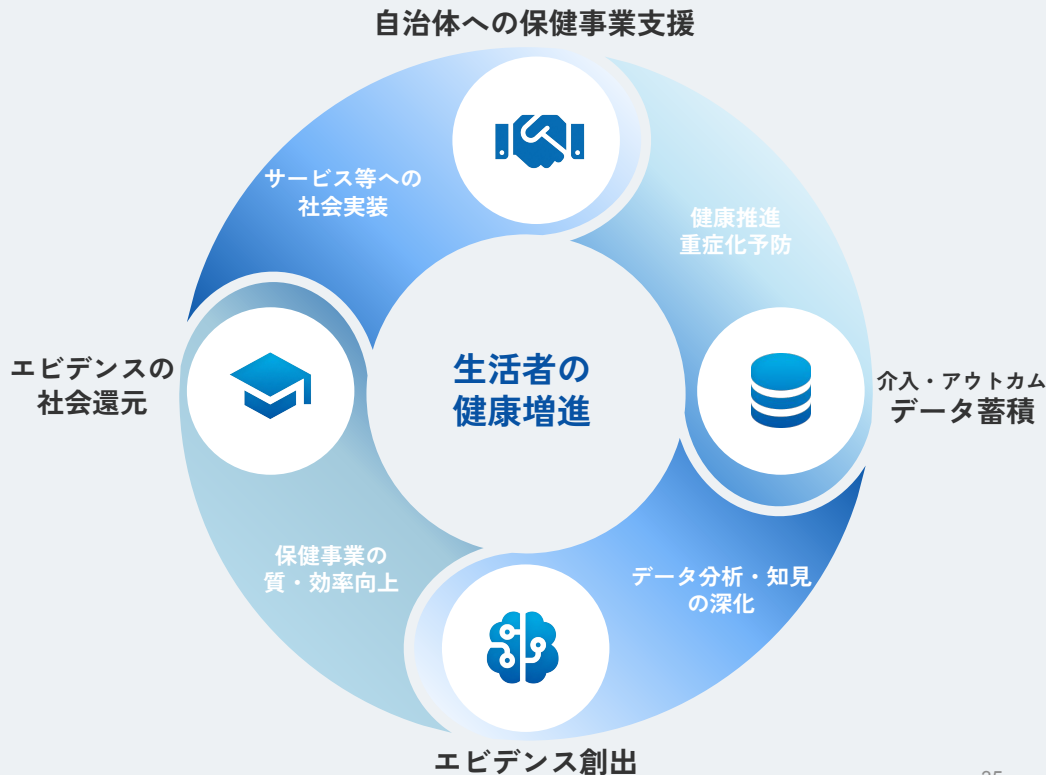 自治体への保健事業支援
サービス等への
社会実装
健康推進
重症化予防
エビデンスの
社会還元
生活者の
健康増進
介入・アウトカム
データ蓄積
保健事業の
質・効率向上
データ分析・知見
の深化
エビデンス創出